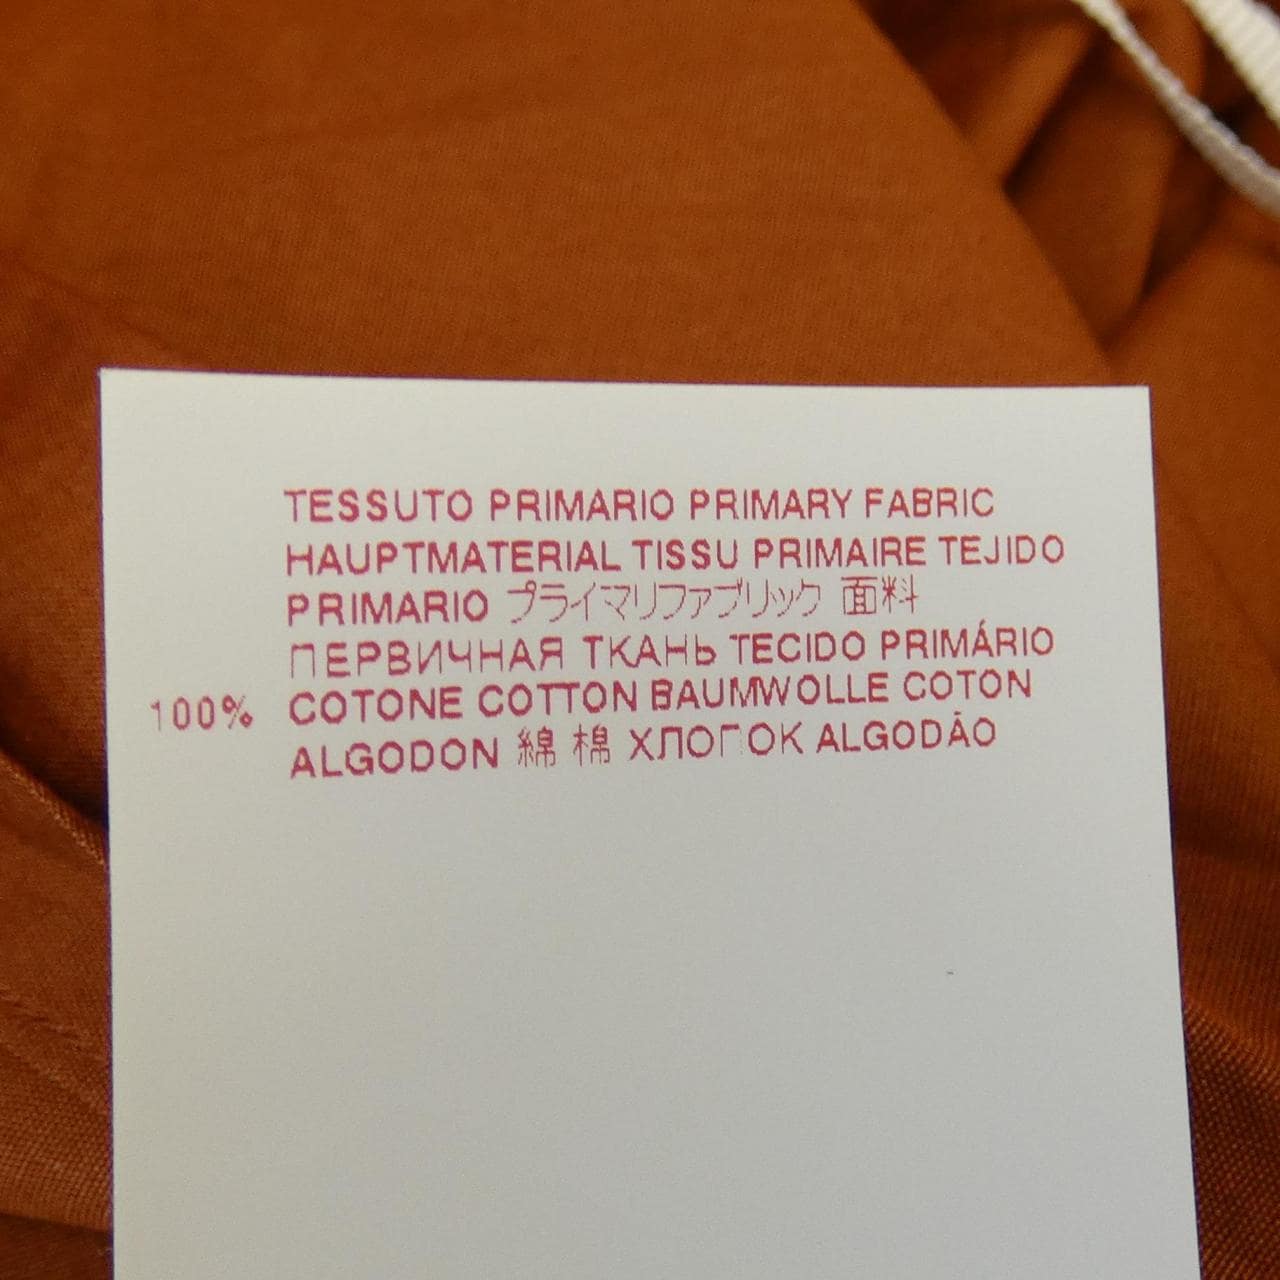 TESSUTO PRIMARIO PRIMARY FABRIC
HAUPTMATERIAL TISSU PRIMAIRE TEJIDO
PRIMARIO プライマリファブリック 面料
ПЕРВИЧНАЯ ТКАНЬ TECIDO PRIMÁRIO
100% COTONE COTTON BAUMWOLLE COTON
ALGODON 綿 棉 ХЛОГОК ALGODÃO